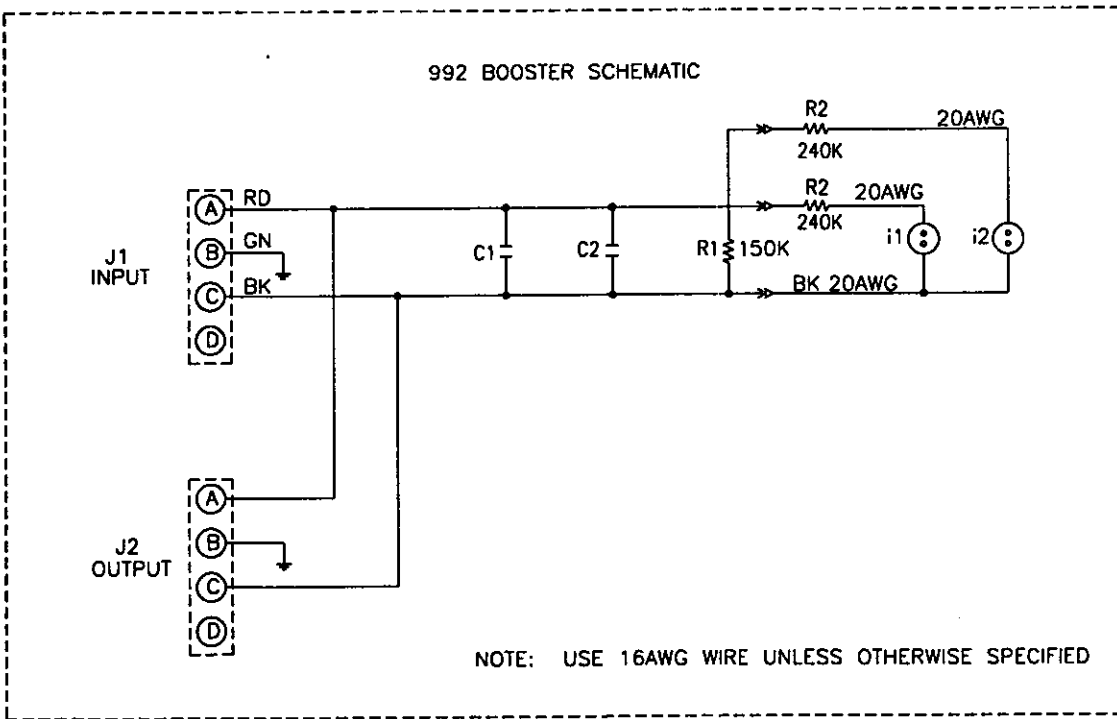 992 BOOSTER SCHEMATIC
R2
20AWG
240K
R2
20AWG
240K
A RD
J1
INPUT
B GN
C BK
D
C1
C2
R1 150K
i1
i2
BK 20AWG
A
J2
OUTPUT
B
C
D
NOTE: USE 16AWG WIRE UNLESS OTHERWISE SPECIFIED